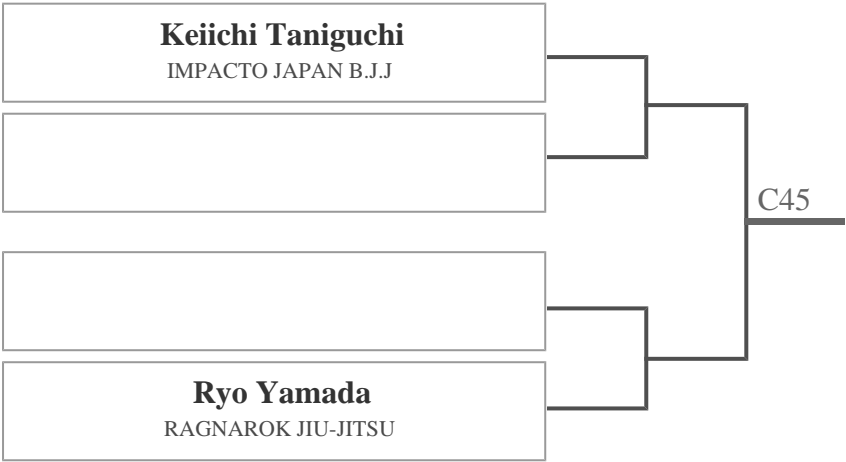 Keiichi Taniguchi
IMPACTO JAPAN B.J.J
C45
Ryo Yamada
RAGNAROK JIU-JITSU